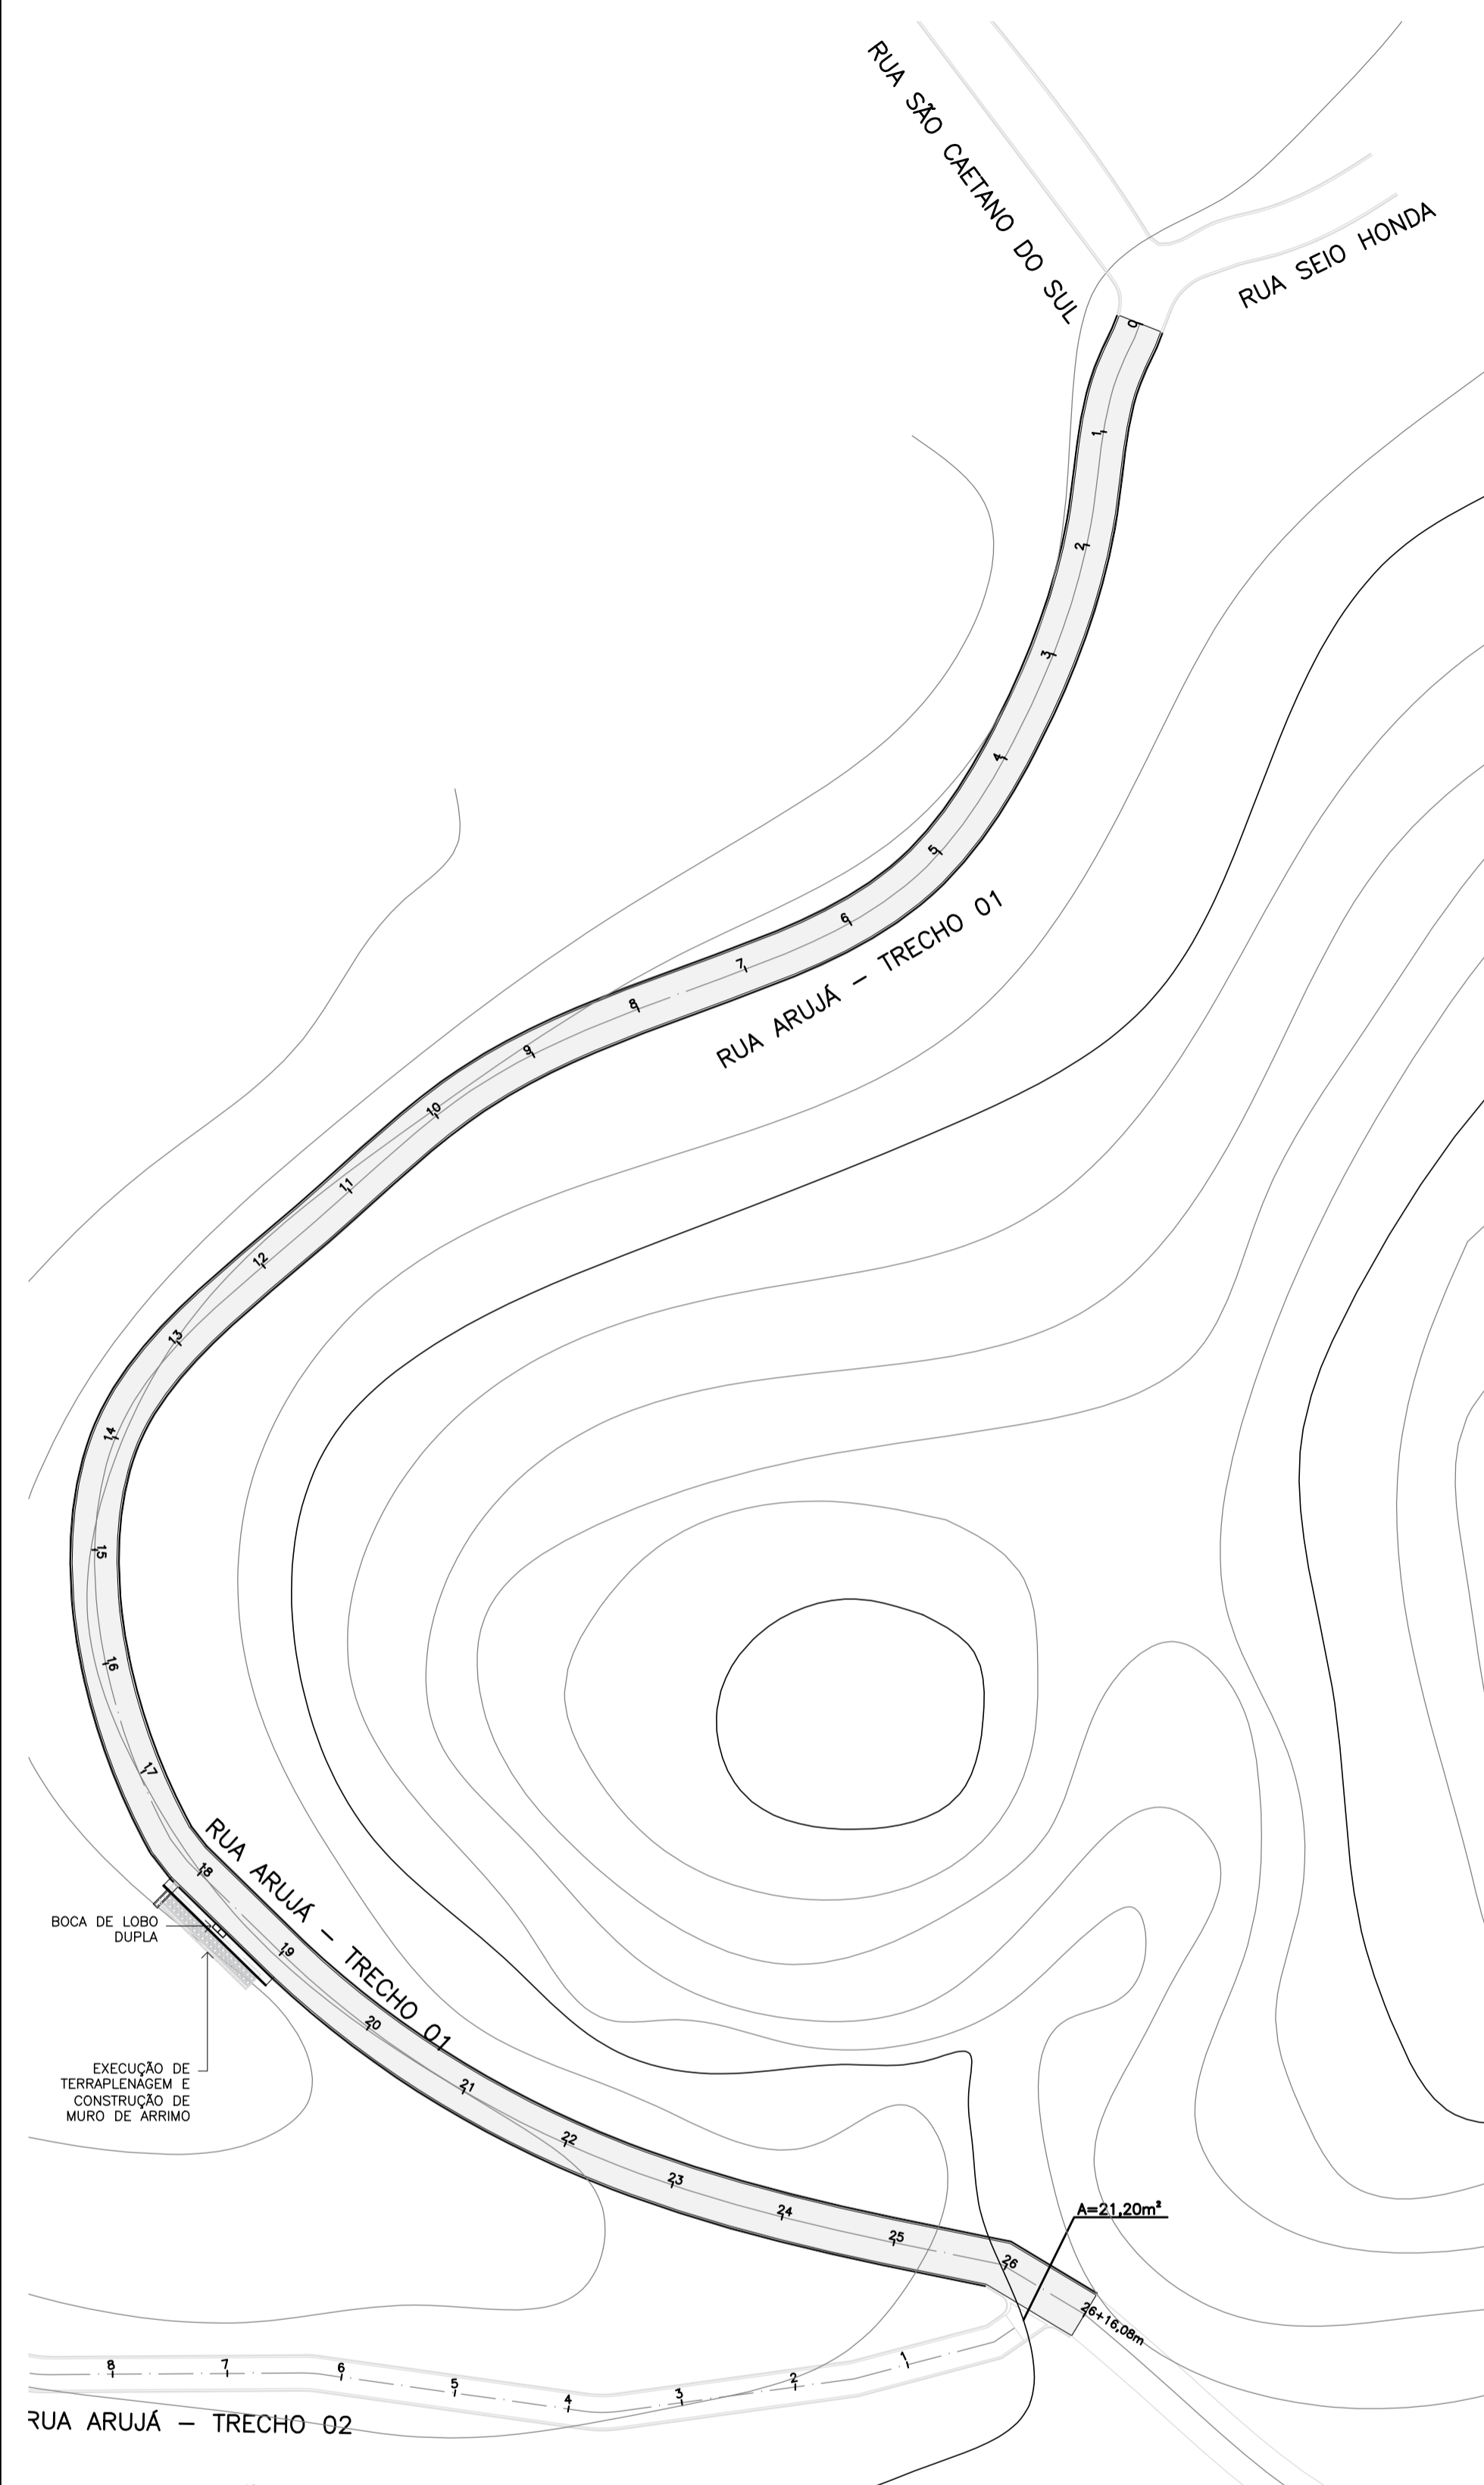 RUA SÃO CAETANO DO SUL
RUA SEIO HONDA
0
1
2
3
4
5
6
7
8
9
10
11
12
13
14
15
16
17
18
19
20
21
22
23
24
25
26
26+16,08m
RUA ARUJÁ – TRECHO 01
RUA ARUJÁ – TRECHO 01
BOCA DE LOBO
DUPLA
EXECUÇÃO DE
TERRAPLENAGEM E
CONSTRUÇÃO DE
MURO DE ARRIMO
A=21,20m²
8
7
6
5
4
3
2
1
RUA ARUJÁ – TRECHO 02